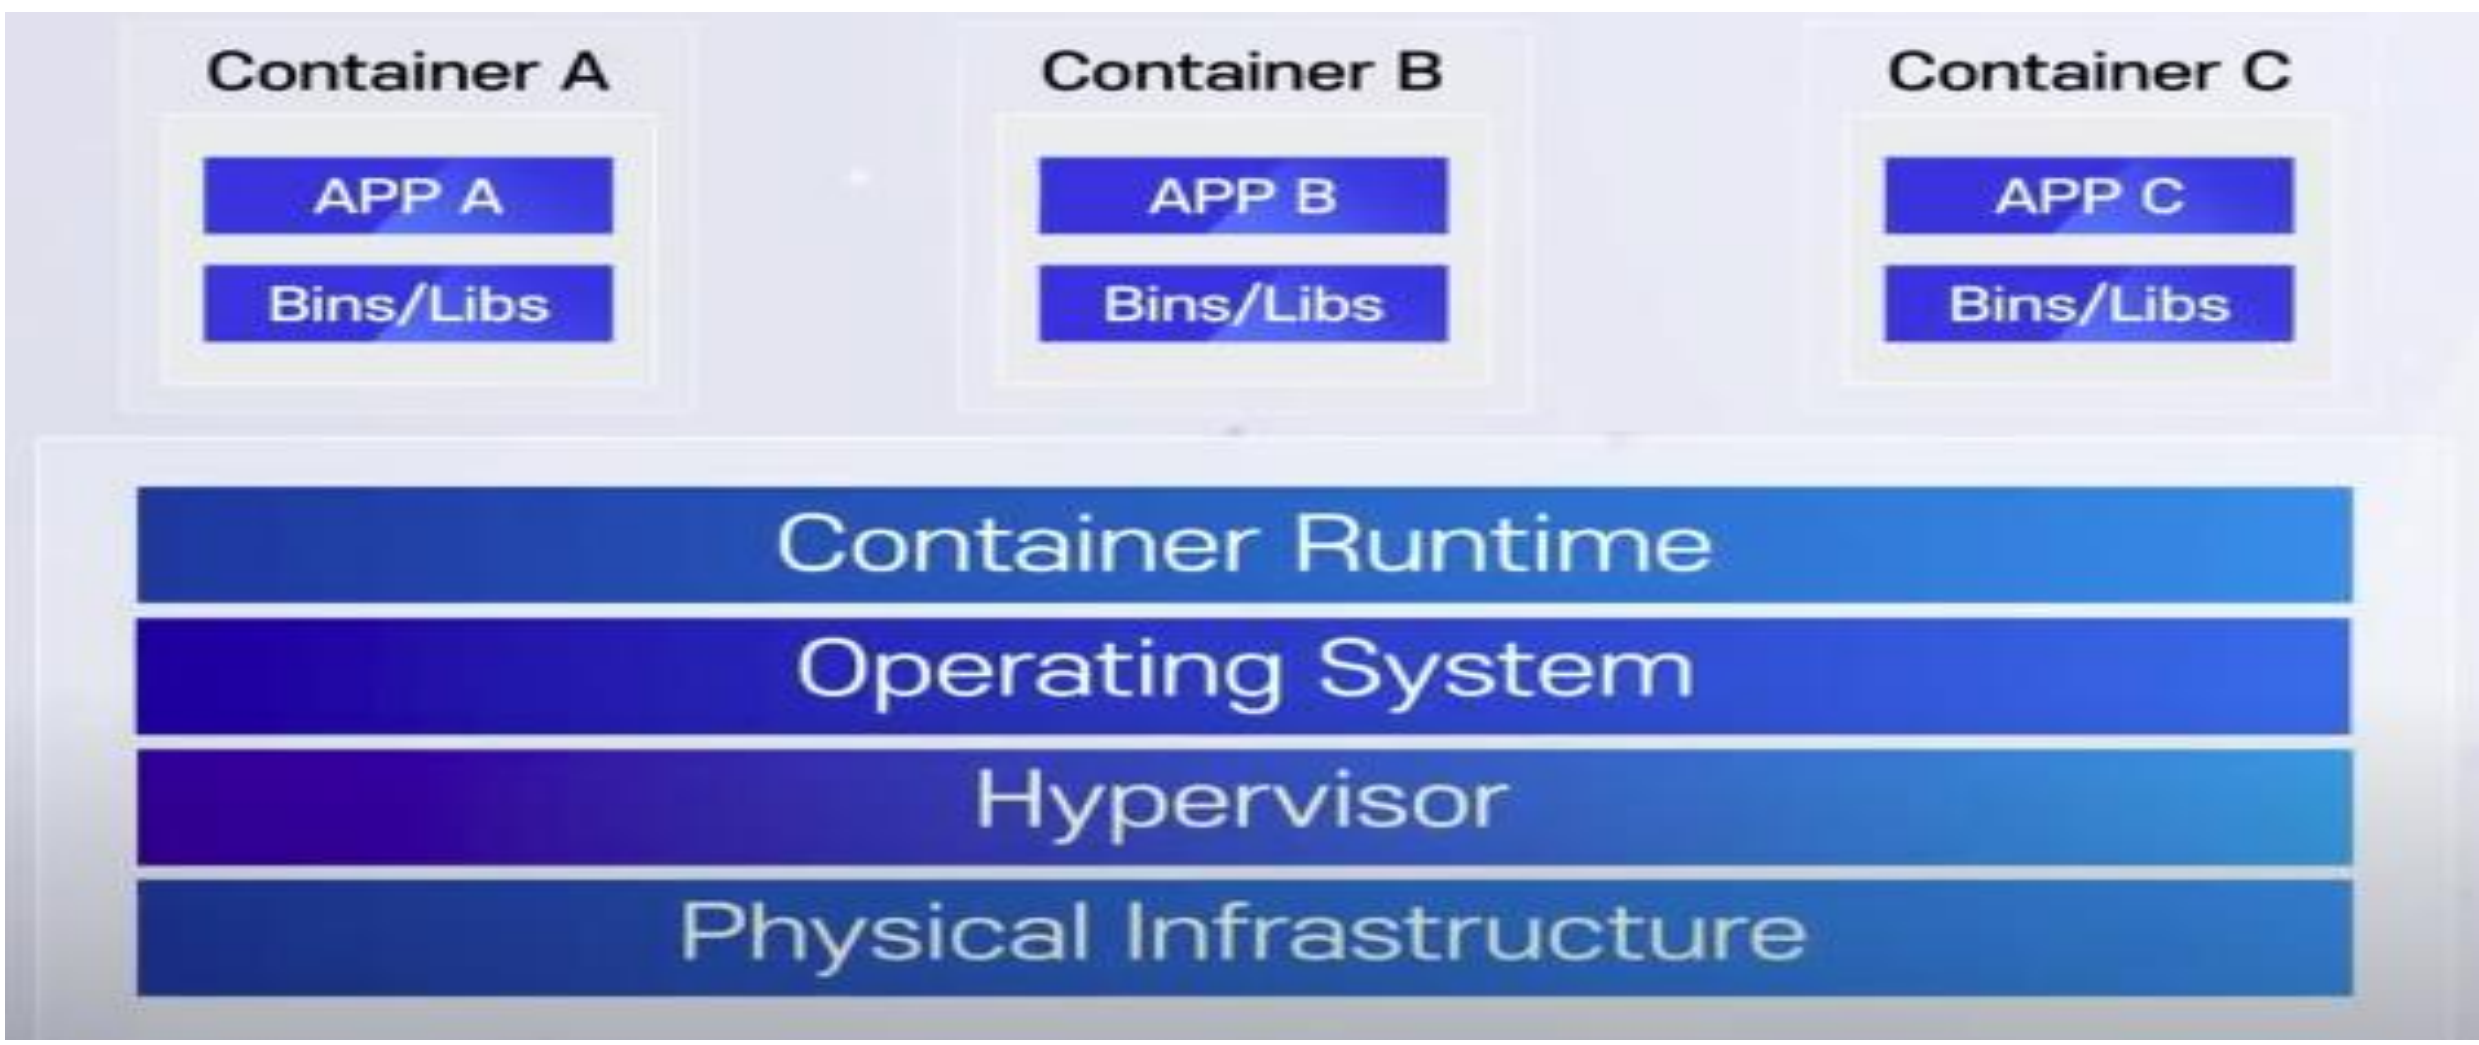 Container A
Container B
Container C
APP A
APP B
APP C
Bins/Libs
Bins/Libs
Bins/Libs
Container Runtime
Operating System
Hypervisor
Physical Infrastructure